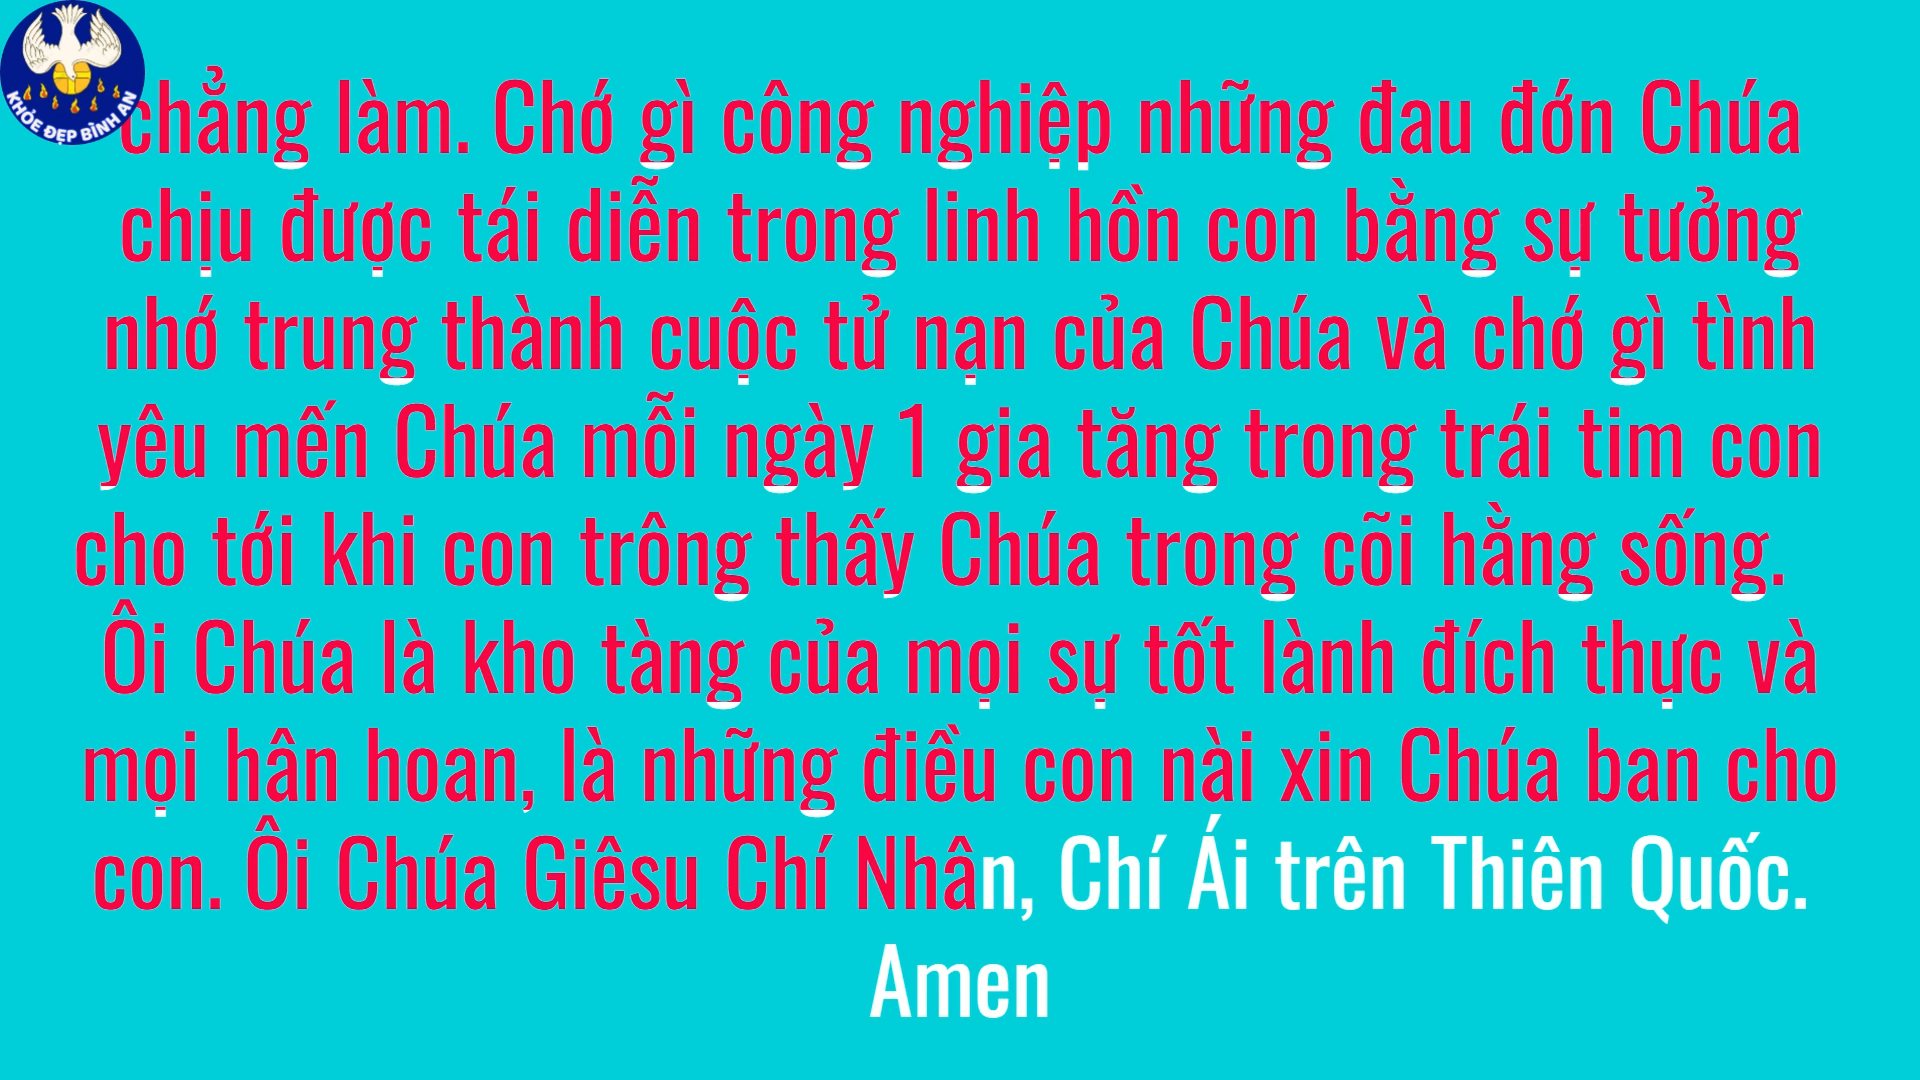 KHỎE ĐẸP BÌNH AN
chẳng làm. Chớ gì công nghiệp những đau đớn Chúa
chịu được tái diễn trong linh hồn con bằng sự tưởng
nhớ trung thành cuộc tử nạn của Chúa và chớ gì tình
yêu mến Chúa mỗi ngày 1 gia tăng trong trái tim con
cho tới khi con trông thấy Chúa trong cõi hằng sống.
Ôi Chúa là kho tàng của mọi sự tốt lành đích thực và
mọi hân hoan, là những điều con nài xin Chúa ban cho
con. Ôi Chúa Giêsu Chí Nhân, Chí Ái trên Thiên Quốc.
Amen